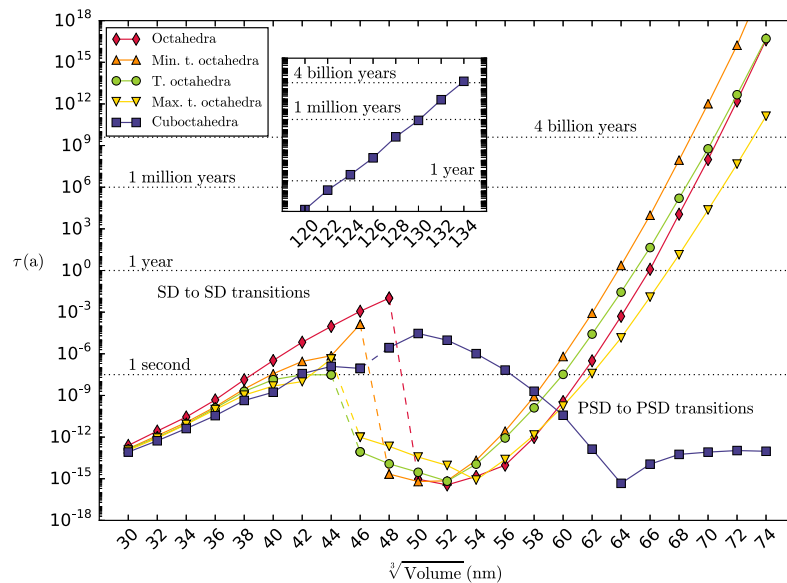 10^18
10^15
10^12
10^9
10^6
10^3
10^0
10^−3
10^−6
10^−9
10^−12
10^−15
10^−18
τ(a)
Octahedra
Min. t. octahedra
T. octahedra
Max. t. octahedra
Cuboctahedra
4 billion years
1 million years
1 year
120 122 124 126 128 130 132 134
4 billion years
1 million years
1 year
SD to SD transitions
1 second
PSD to PSD transitions
30 32 34 36 38 40 42 44 46 48 50 52 54 56 58 60 62 64 66 68 70 72 74
∛Volume (nm)